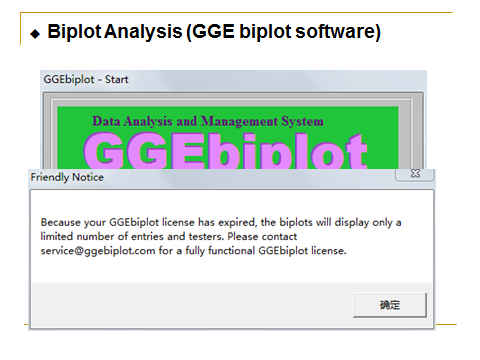 Biplot Analysis (GGE biplot software)
GGEbiplot - Start
Data Analysis and Management System
GGEbiplot
Friendly Notice
Because your GGEbiplot license has expired, the biplots will display only a
limited number of entries and testers. Please contact
service@ggebiplot.com for a fully functional GGEbiplot license.
确定